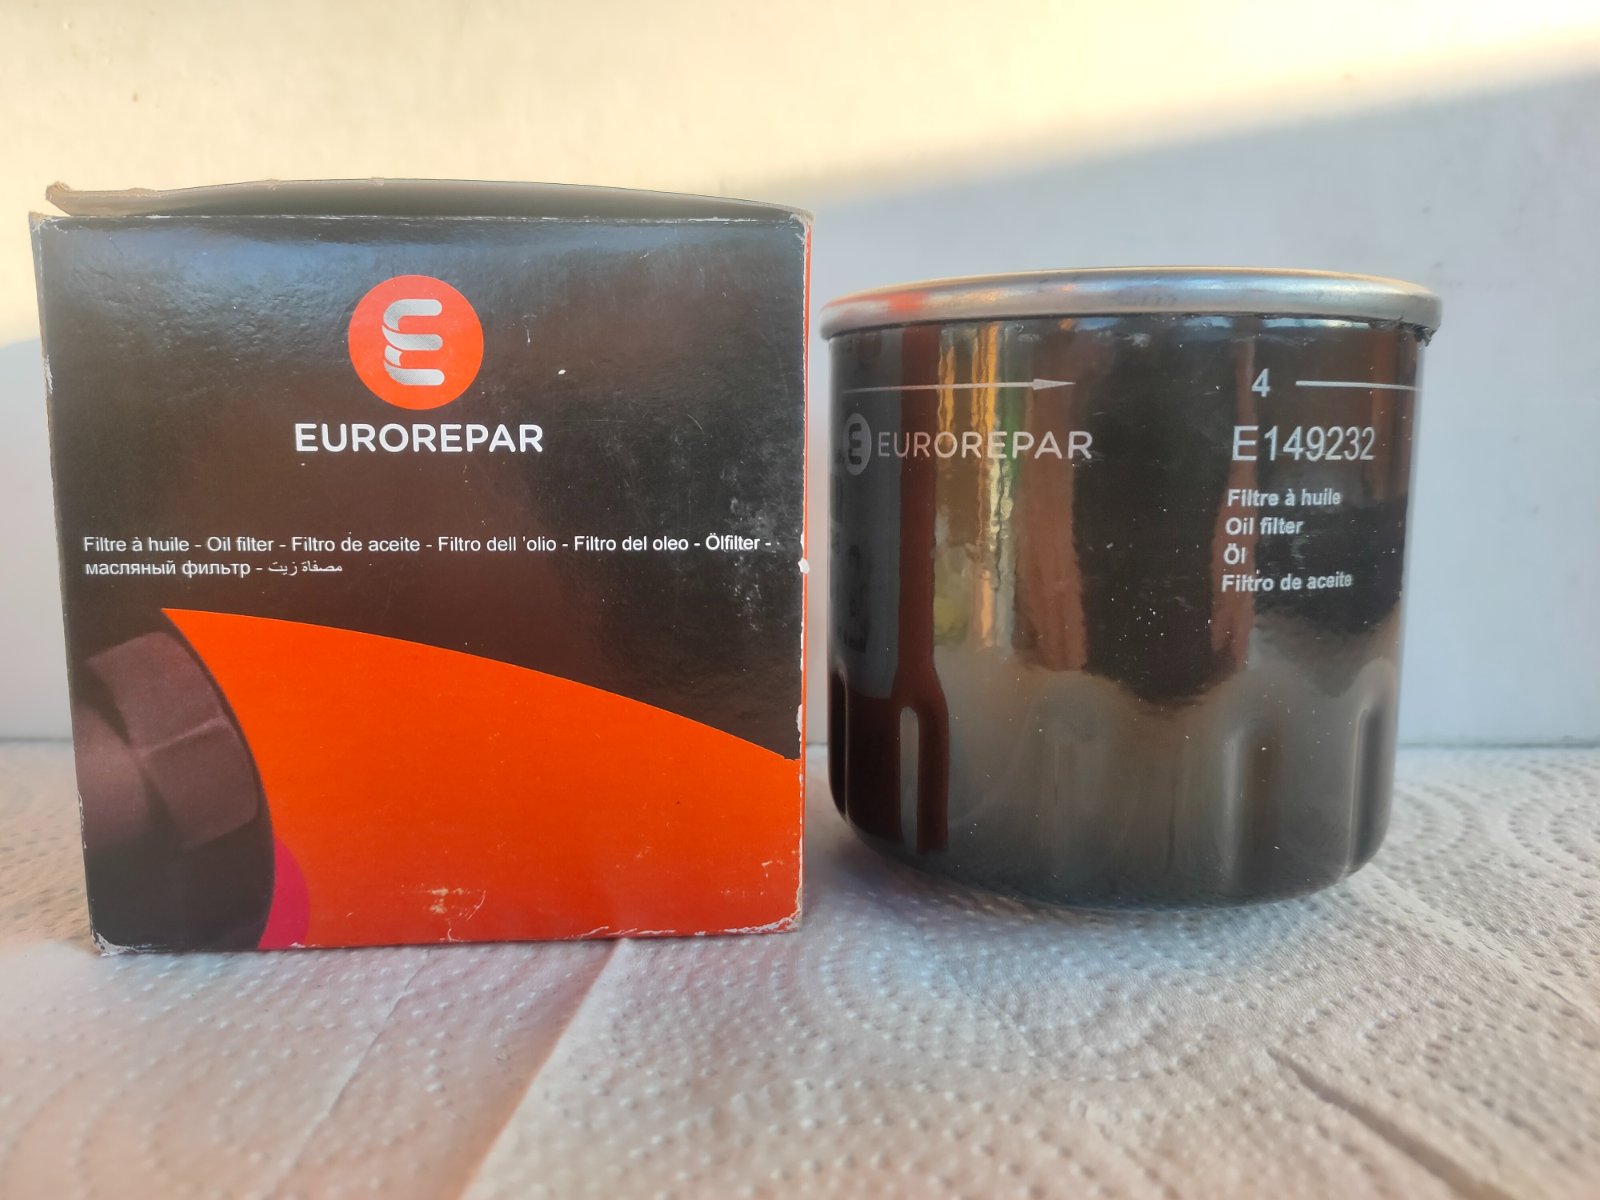 EUROREPAR
Filtre à huile - Oil filter - Filtro de aceite - Filtro dell 'olio - Filtro del oleo - Ölfilter -
масляный фильтр - مصفاة زيت
4
EUROREPAR
E149232
Filtre à huile
Oil filter
Öl
Filtro de aceite